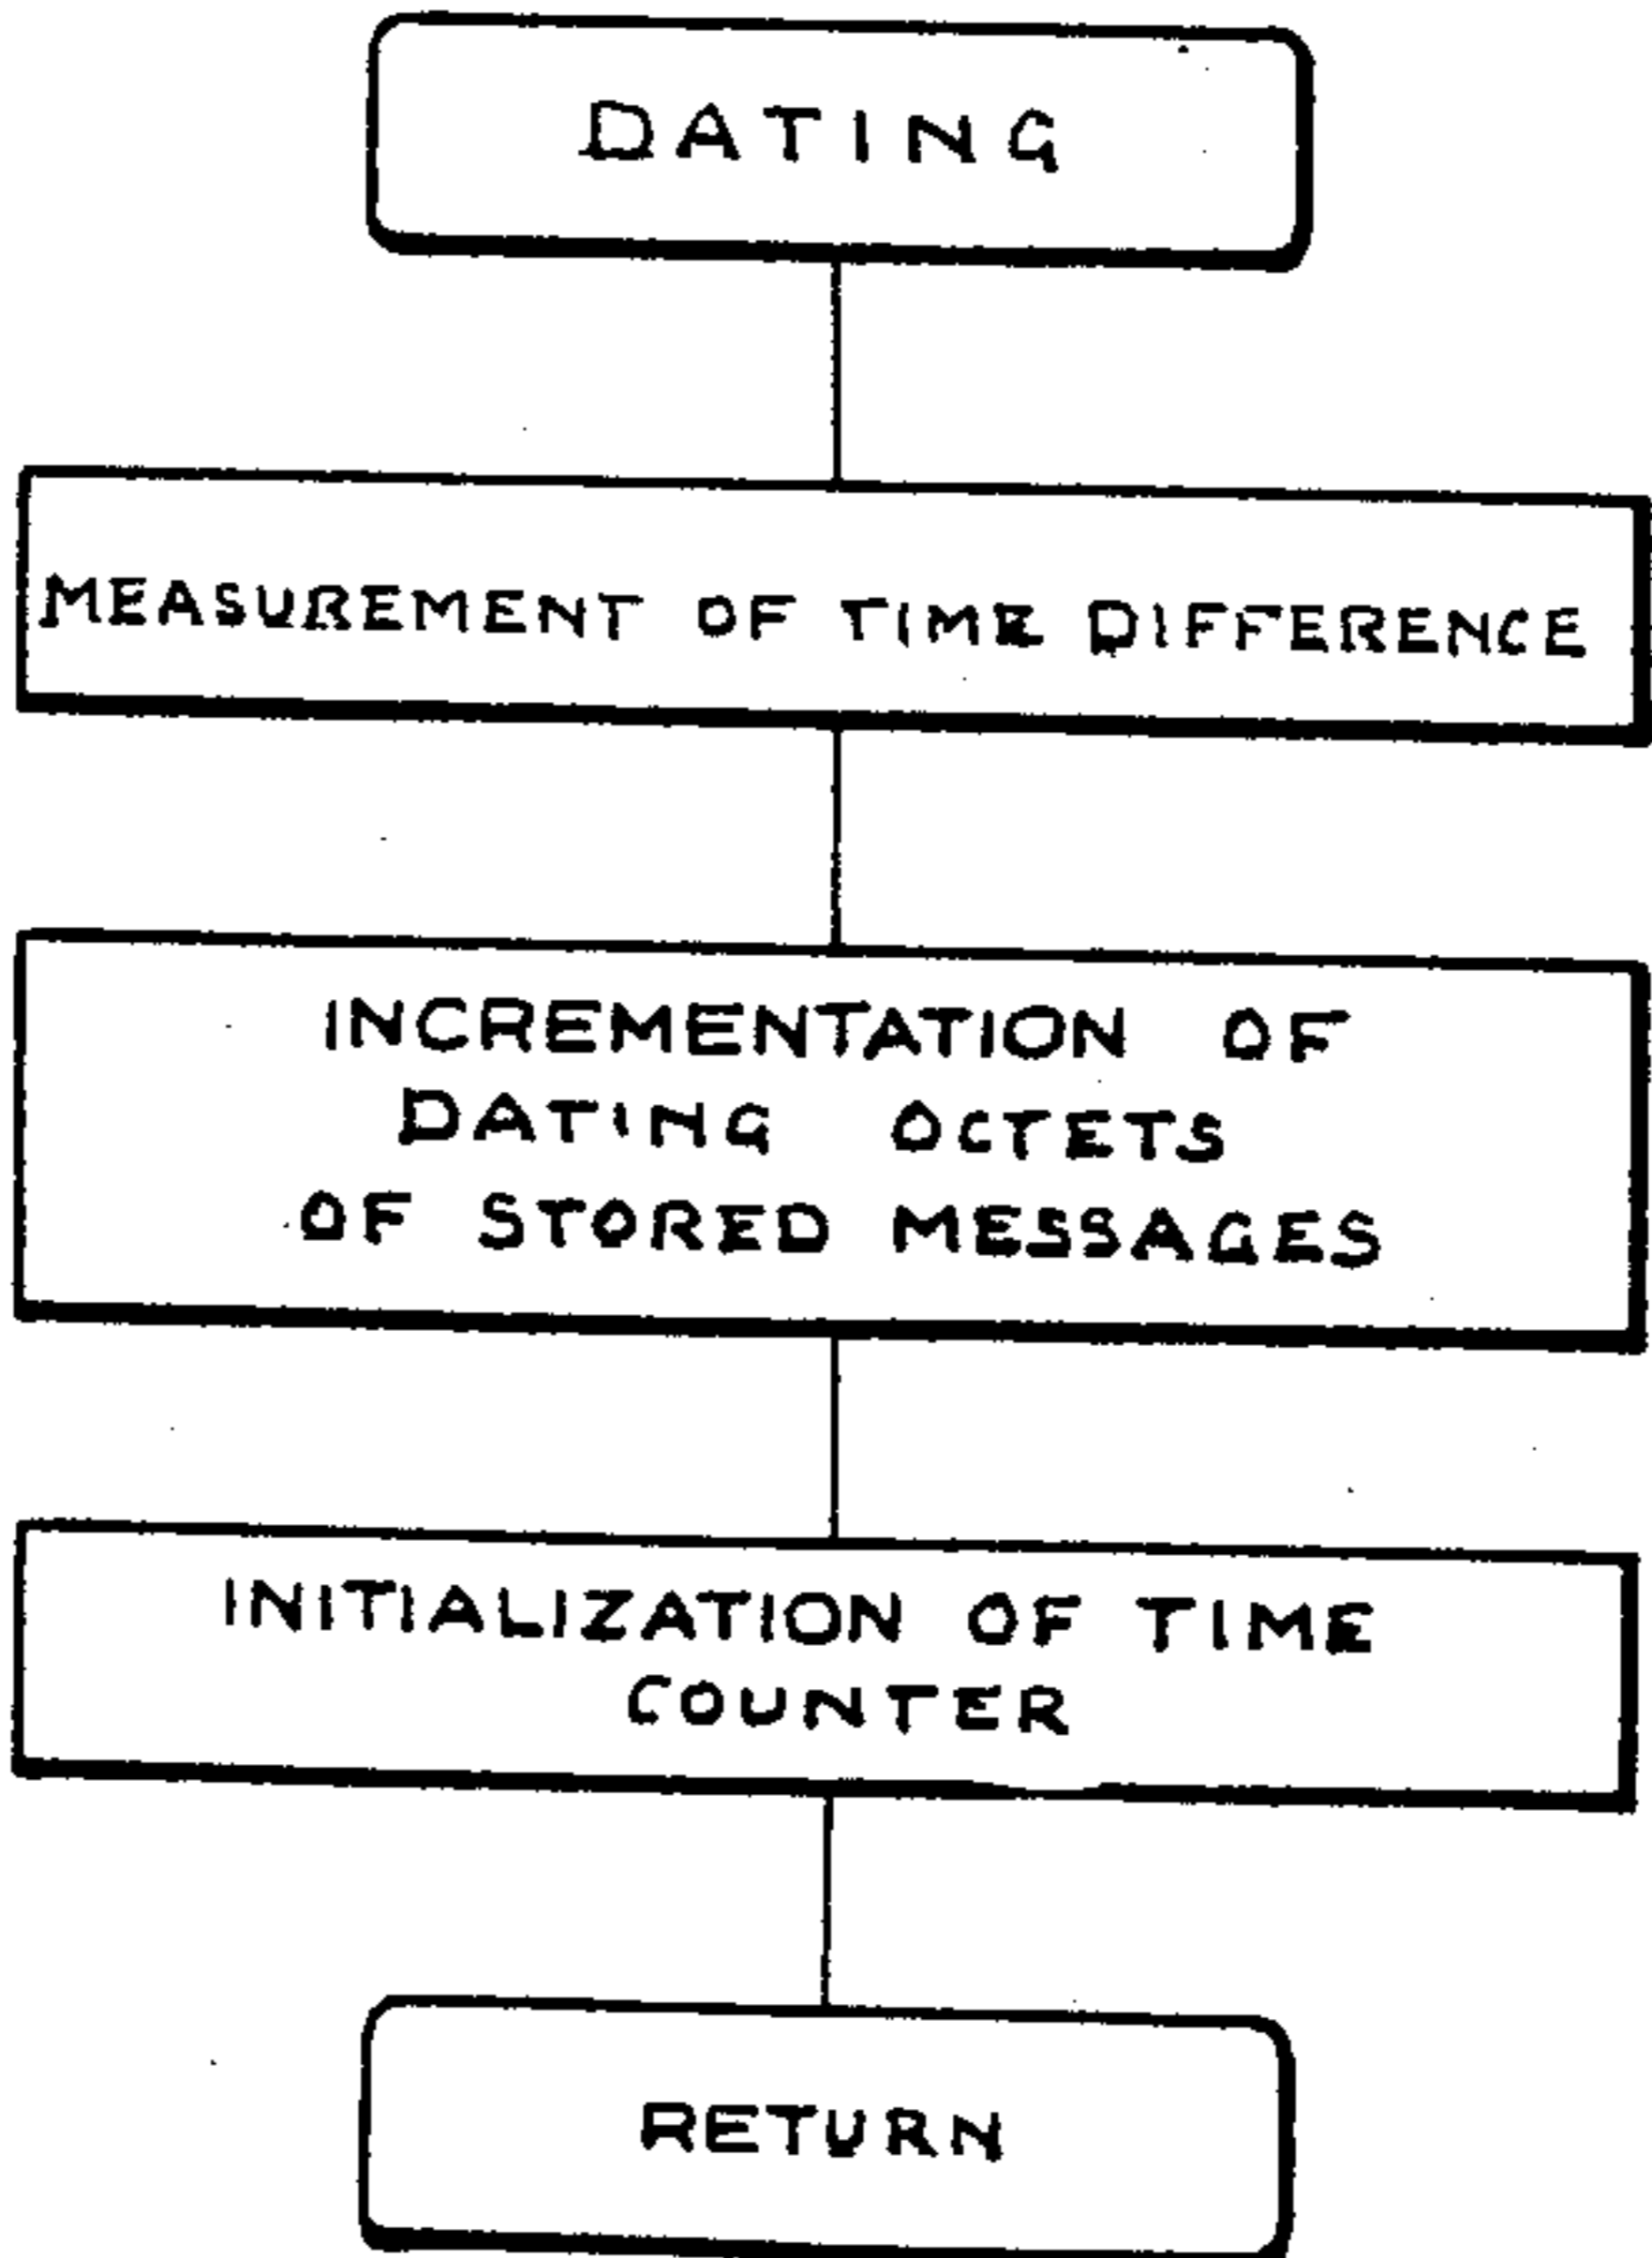 DATING
MEASUREMENT OF TIME DIFFERENCE
INCREMENTATION OF
DATING OCTETS
OF STORED MESSAGES
INITIALIZATION OF TIME
COUNTER
RETURN